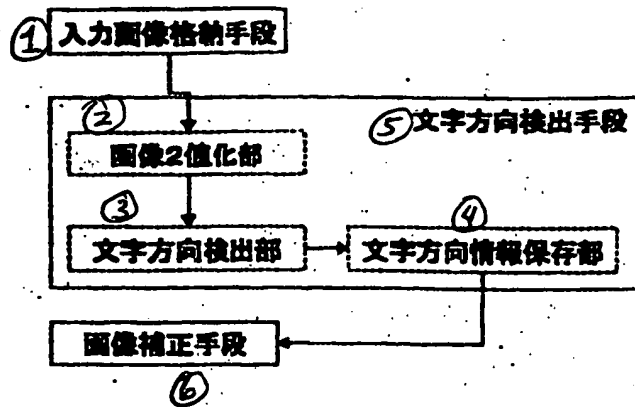 ① 入力画像格納手段
②
⑤ 文字方向検出手段
画像2値化部
③
④
文字方向検出部
文字方向情報保存部
画像補正手段
⑥